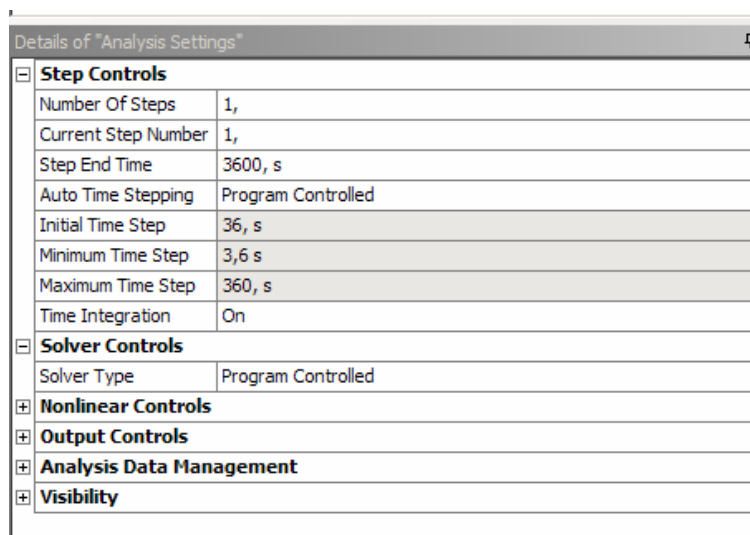 Details of "Analysis Settings"
Step Controls
Number Of Steps 1,
Current Step Number 1,
Step End Time 3600, s
Auto Time Stepping Program Controlled
Initial Time Step 36, s
Minimum Time Step 3,6 s
Maximum Time Step 360, s
Time Integration On
Solver Controls
Solver Type Program Controlled
Nonlinear Controls
Output Controls
Analysis Data Management
Visibility